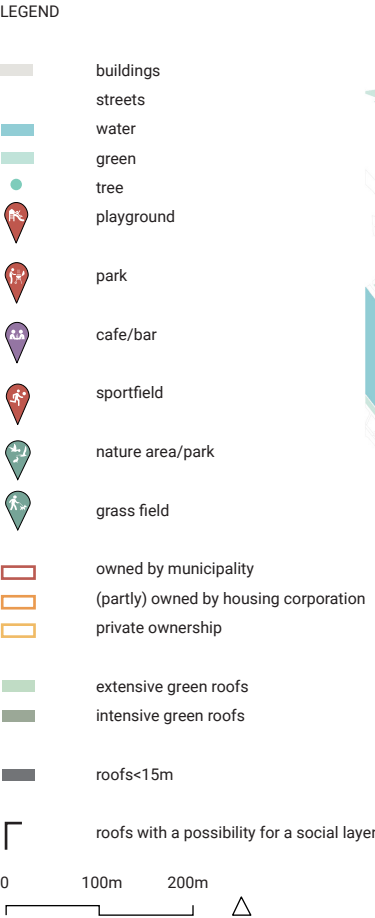 LEGEND
buildings
streets
water
green
tree
playground
park
cafe/bar
sportfield
nature area/park
grass field
owned by municipality
(partly) owned by housing corporation
private ownership
extensive green roofs
intensive green roofs
roofs<15m
roofs with a possibility for a social layer
0 100m 200m